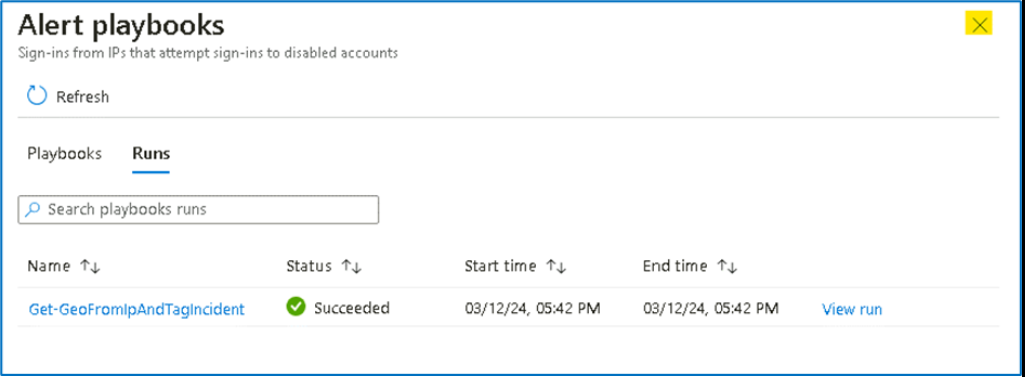 Alert playbooks
Sign-ins from IPs that attempt sign-ins to disabled accounts
Refresh
Playbooks Runs
Search playbooks runs
Name Status Start time End time
Get-GeoFromIpAndTagIncident Succeeded 03/12/24, 05:42 PM 03/12/24, 05:42 PM View run